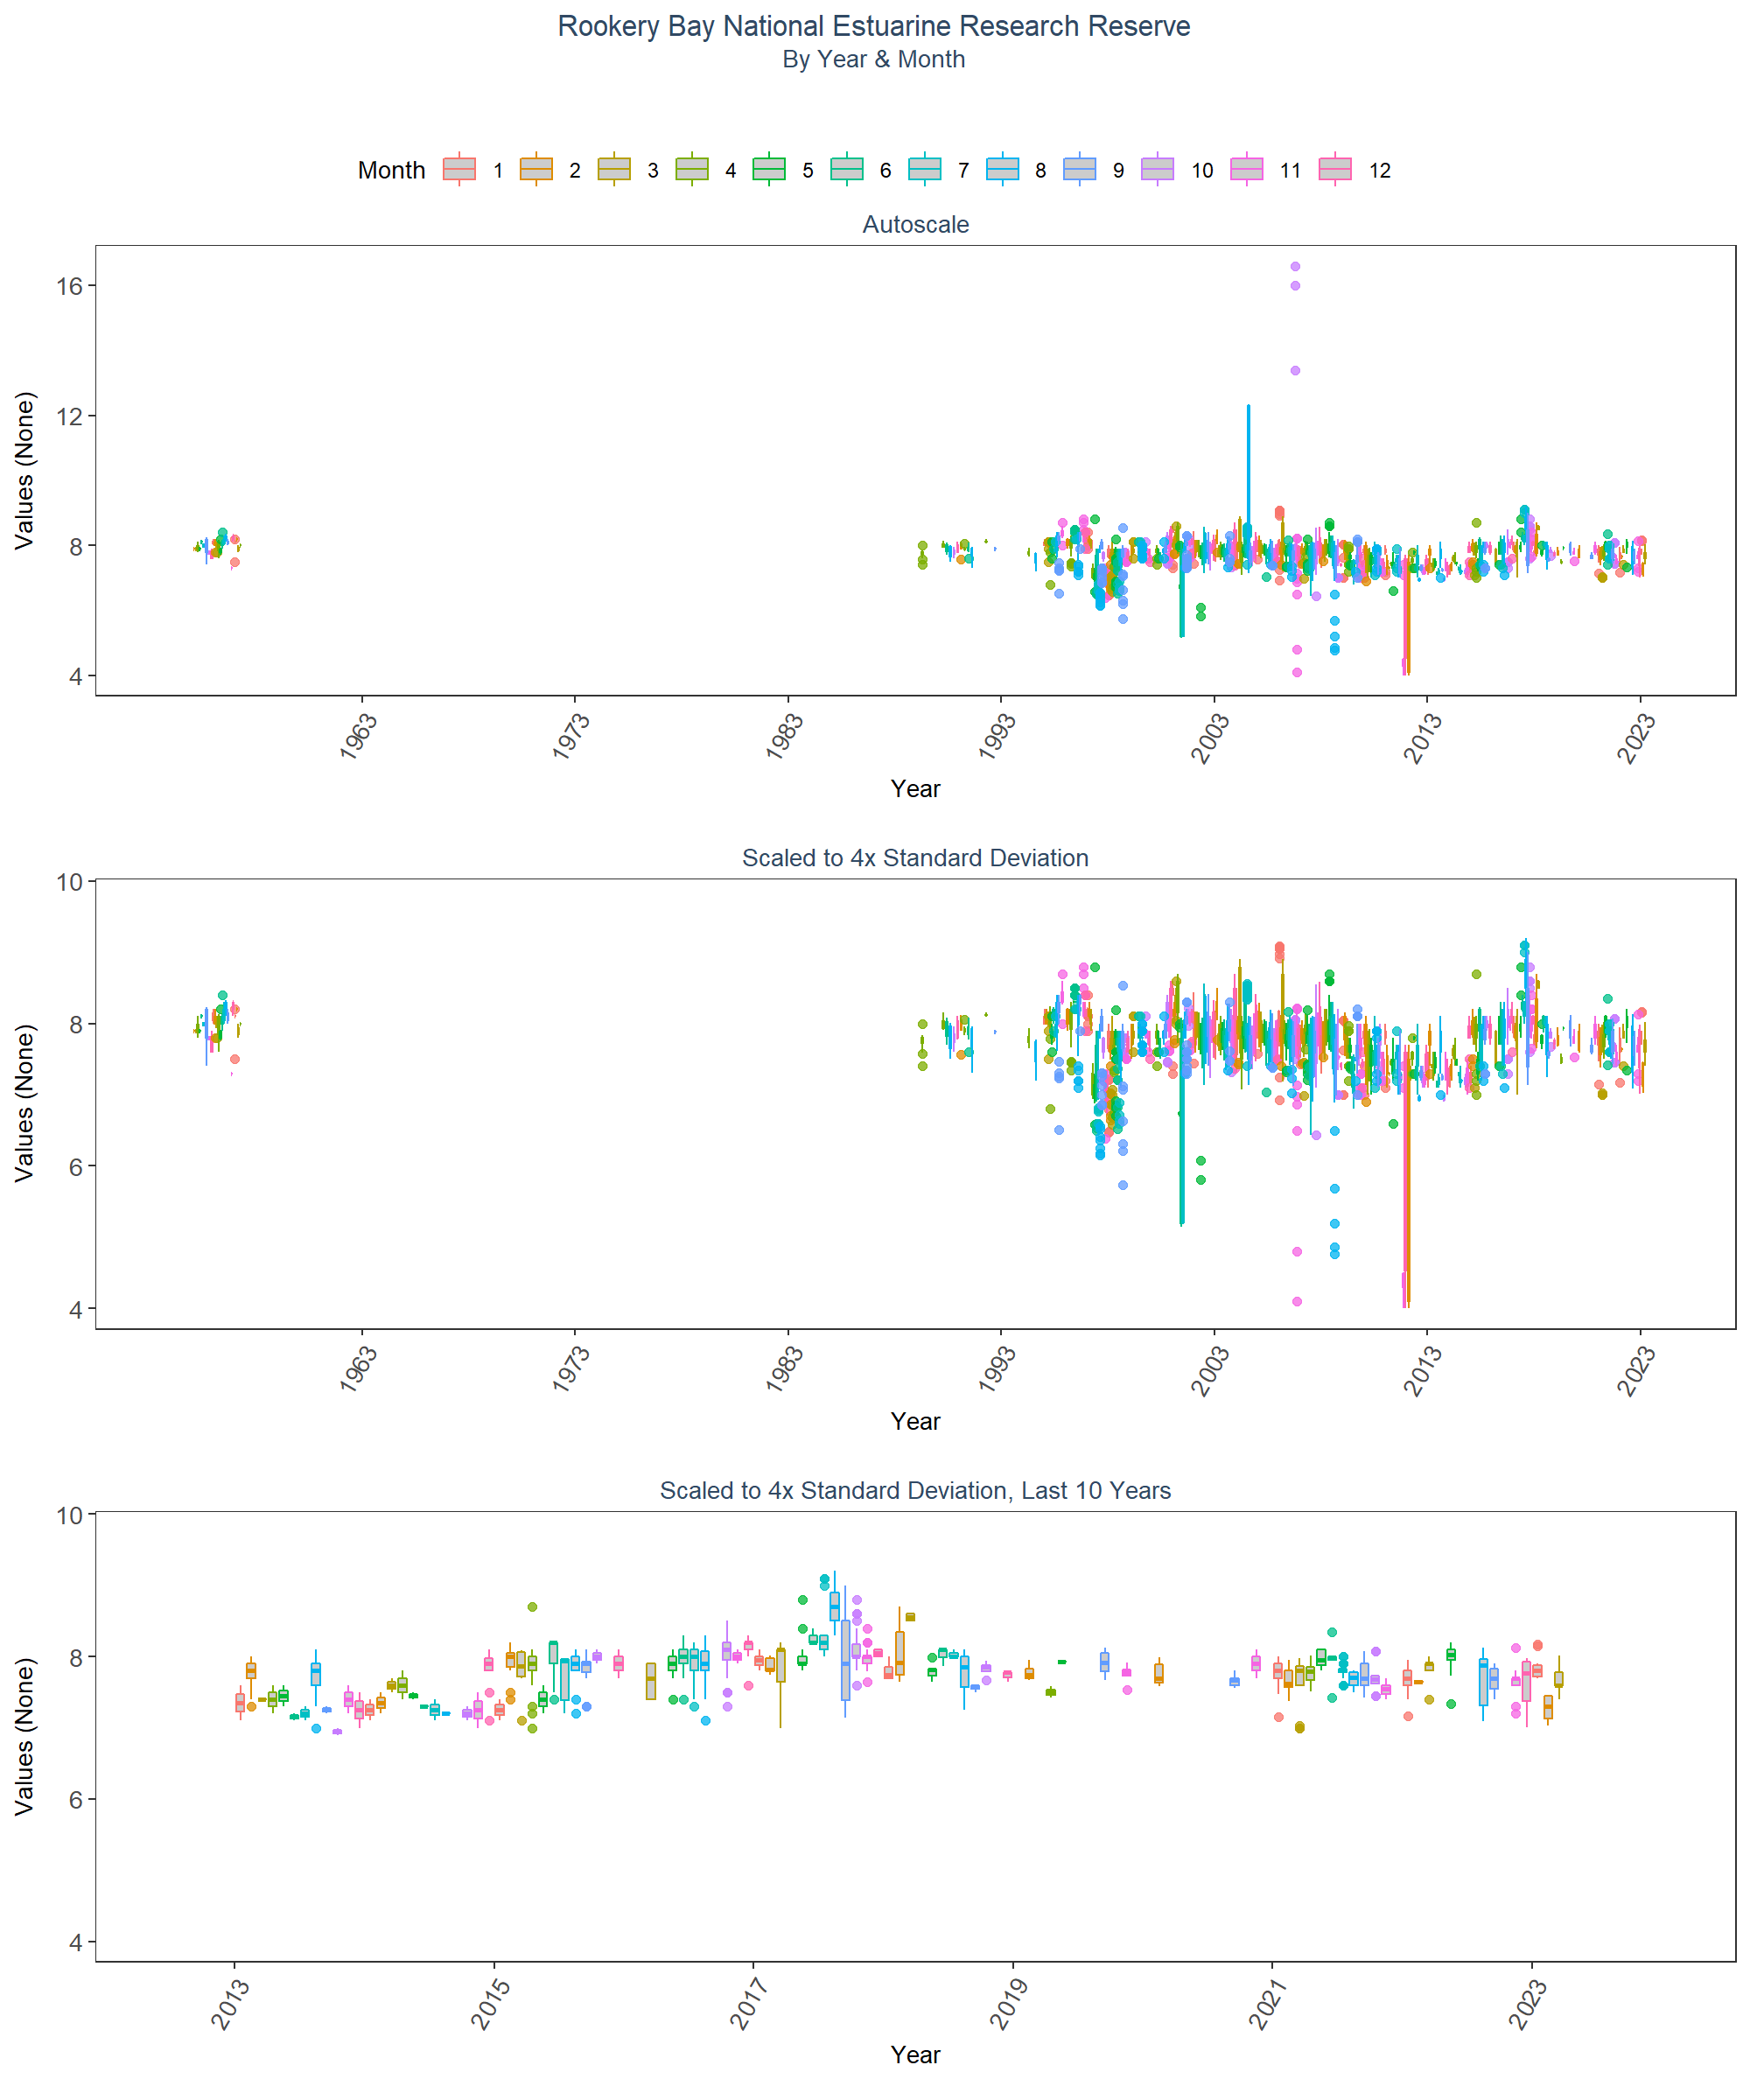 Rookery Bay National Estuarine Research Reserve
By Year & Month
Month 1 2 3 4 5 6 7 8 9 10 11 12
Autoscale
Values (None)
16
12
8
4
1963 1973 1983 1993 2003 2013 2023
Year
Scaled to 4x Standard Deviation
Values (None)
10
8
6
4
1963 1973 1983 1993 2003 2013 2023
Year
Scaled to 4x Standard Deviation, Last 10 Years
Values (None)
10
8
6
4
2013 2015 2017 2019 2021 2023
Year